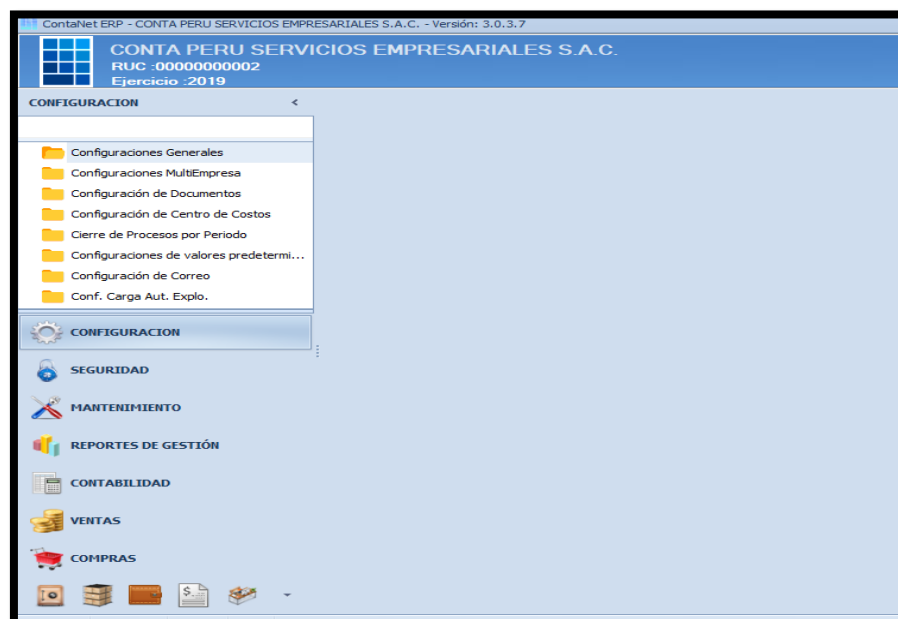 ContaNet ERP - CONTA PERU SERVICIOS EMPRESARIALES S.A.C. - Versión: 3.0.3.7
CONTA PERU SERVICIOS EMPRESARIALES S.A.C.
RUC :00000000002
Ejercicio :2019
CONFIGURACION <
Configuraciones Generales
Configuraciones MultiEmpresa
Configuración de Documentos
Configuración de Centro de Costos
Cierre de Procesos por Periodo
Configuraciones de valores predetermi...
Configuración de Correo
Conf. Carga Aut. Explo.
CONFIGURACION
SEGURIDAD
MANTENIMIENTO
REPORTES DE GESTIÓN
CONTABILIDAD
VENTAS
COMPRAS